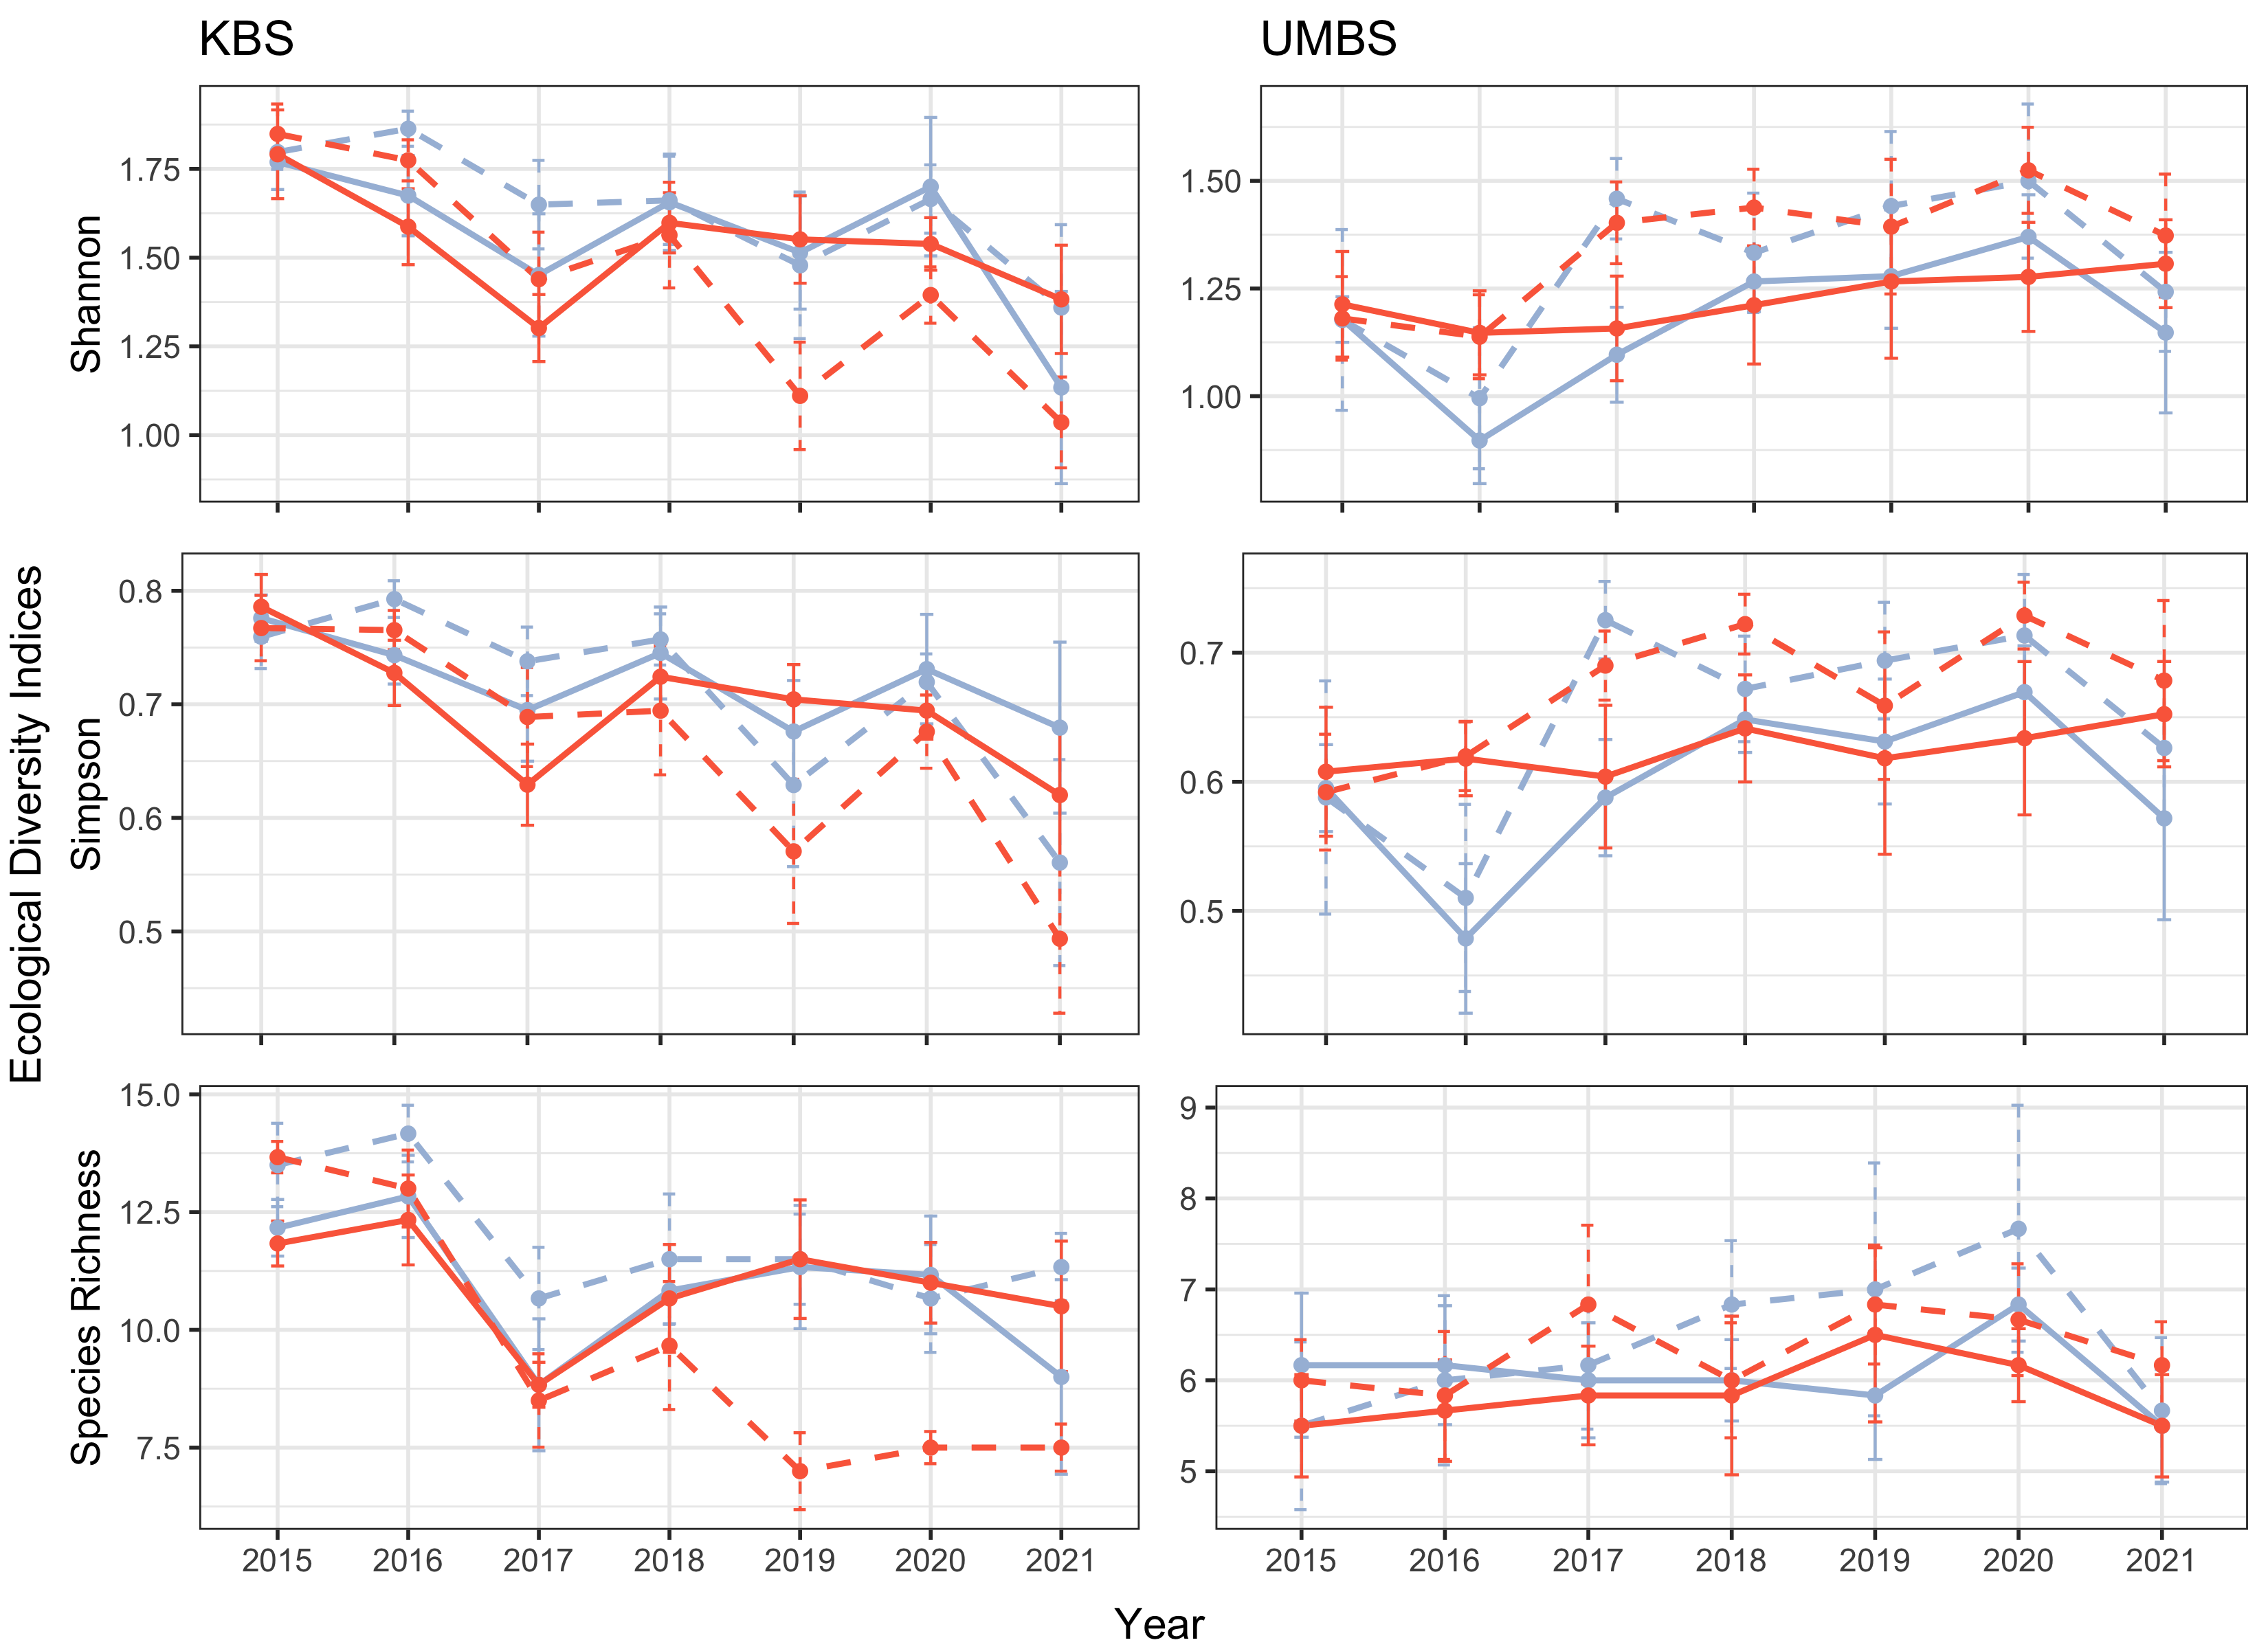 KBS UMBS
Ecological Diversity Indices
Shannon
1.75
1.50
1.25
1.00
1.50
1.25
1.00
Simpson
0.8
0.7
0.6
0.5
0.7
0.6
0.5
Species Richness
15.0
12.5
10.0
7.5
9
8
7
6
5
2015 2016 2017 2018 2019 2020 2021
2015 2016 2017 2018 2019 2020 2021
Year